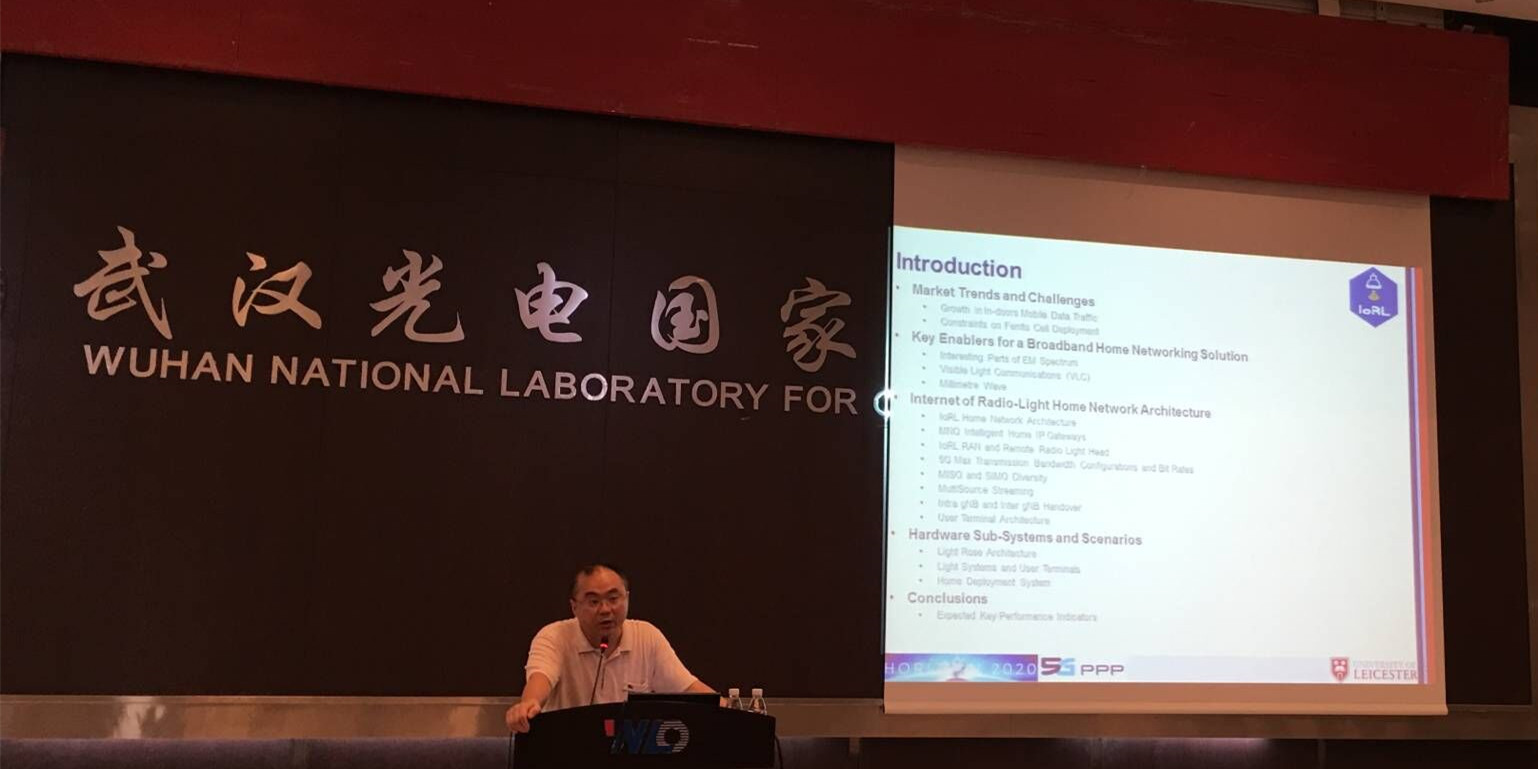 武汉光电国家
WUHAN NATIONAL LABORATORY FOR
Introduction
IoRL
• Market Trends and Challenges
• Growth in In-doors Mobile Data Traffic
• Constraints on Femto Cell Deployment
• Key Enablers for a Broadband Home Networking Solution
• Interesting Parts of EM Spectrum
• Visible Light Communications (VLC)
• Millimetre Wave
• Internet of Radio-Light Home Network Architecture
• IoRL Home Network Architecture
• Intelligent Home IP Gateways
• IoRL RAN and Remote Radio Light Head
• 5G Max Transmission Bandwidth Configurations and Bit Rates
• MISO and SIMO Diversity
• MultiSource Streaming
• Intra gNB and Inter gNB Handover
• User Terminal Architecture
• Hardware Sub-Systems and Scenarios
• Light Rose Architecture
• Light Systems and User Terminals
• Home Deployment System
• Conclusions
• Expected Key Performance Indicators
2020 5G PPP
UNIVERSITY OF
LEICESTER
WNLO